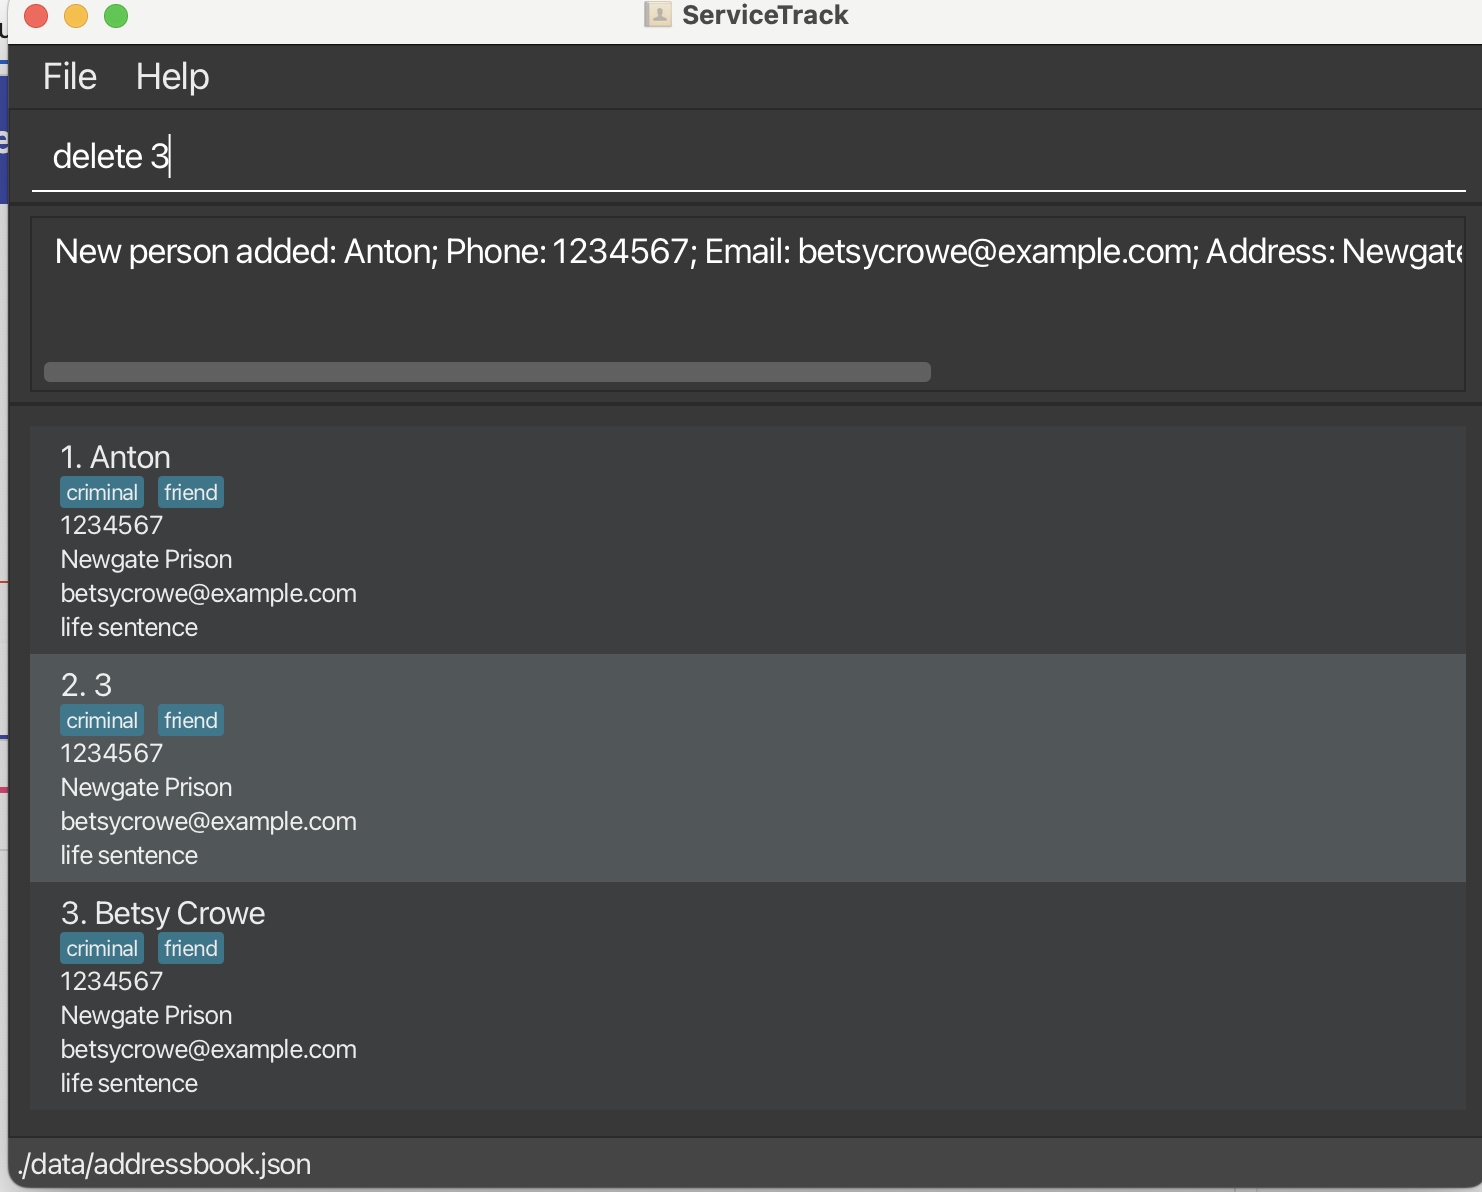 ServiceTrack
File Help
delete 3
New person added: Anton; Phone: 1234567; Email: betsycrowe@example.com; Address: Newgate
1. Anton
criminal friend
1234567
Newgate Prison
betsycrowe@example.com
life sentence
2. 3
criminal friend
1234567
Newgate Prison
betsycrowe@example.com
life sentence
3. Betsy Crowe
criminal friend
1234567
Newgate Prison
betsycrowe@example.com
life sentence
./data/addressbook.json